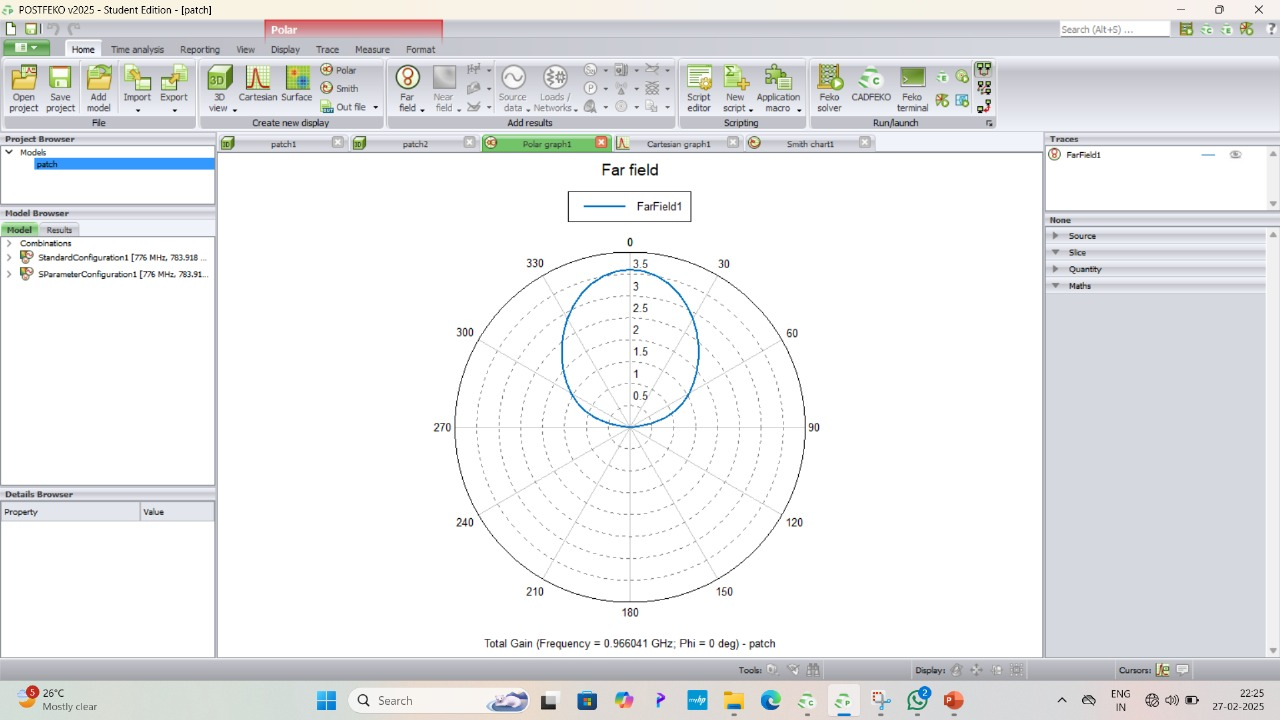 POSTFEKO v2025 - Student Edition - [patch]
Polar
Search (Alt+S) ...
Home Time analysis Reporting View Display Trace Measure Format
Open project
Save project
Add model
Import
Export
3D view
Cartesian
Surface
Polar
Smith
Out file
Far field
Near field
Source data
Loads / Networks
Script editor
New script
Application macro
Feko solver
CADFEKO
Feko terminal
File
Create new display
Add results
Scripting
Run/launch
Project Browser
Models
patch
Model Browser
Model Results
Combinations
StandardConfiguration1 [776 MHz, 783.918 ...
SParameterConfiguration1 [776 MHz, 783.91...
Details Browser
Property Value
patch1
patch2
Polar graph1
Cartesian graph1
Smith chart1
Far field
FarField1
0
30
60
90
120
150
180
210
240
270
300
330
3.5
3
2.5
2
1.5
1
0.5
Total Gain (Frequency = 0.966041 GHz; Phi = 0 deg) - patch
Traces
FarField1
None
Source
Slice
Quantity
Maths
Tools:
Display:
Cursors:
5
26°C
Mostly clear
Search
myhp
2
ENG
IN
22:25
27-02-2025